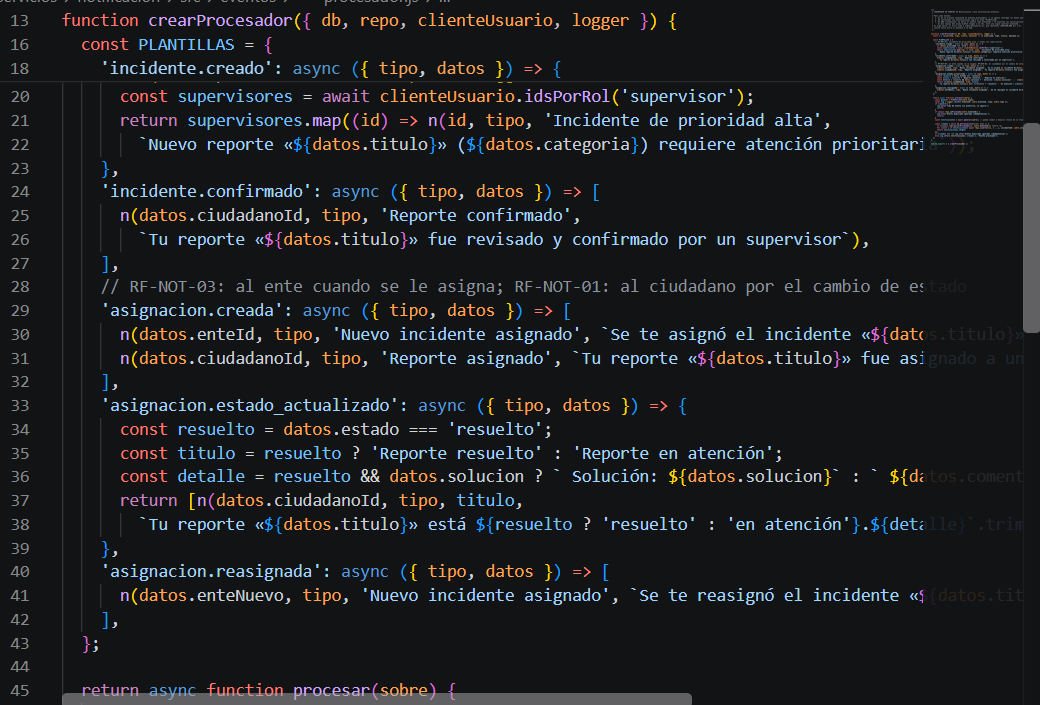 13 function crearProcesador({ db, repo, clienteUsuario, logger }) {
16 const PLANTILLAS = {
18 'incidente.creado': async ({ tipo, datos }) => {
20 const supervisores = await clienteUsuario.idsPorRol('supervisor');
21 return supervisores.map((id) => n(id, tipo, 'Incidente de prioridad alta',
22 `Nuevo reporte «${datos.titulo}» (${datos.categoria}) requiere atención prioritari
23 },
24 'incidente.confirmado': async ({ tipo, datos }) => [
25 n(datos.ciudadanoId, tipo, 'Reporte confirmado',
26 `Tu reporte «${datos.titulo}» fue revisado y confirmado por un supervisor`),
27 ],
28 // RF-NOT-03: al ente cuando se le asigna; RF-NOT-01: al ciudadano por el cambio de estado
29 'asignacion.creada': async ({ tipo, datos }) => [
30 n(datos.enteId, tipo, 'Nuevo incidente asignado', `Se te asignó el incidente «${datos.titulo}»
31 n(datos.ciudadanoId, tipo, 'Reporte asignado', `Tu reporte «${datos.titulo}» fue asignado a un
32 ],
33 'asignacion.estado_actualizado': async ({ tipo, datos }) => {
34 const resuelto = datos.estado === 'resuelto';
35 const titulo = resuelto ? 'Reporte resuelto' : 'Reporte en atención';
36 const detalle = resuelto && datos.solucion ? ` Solución: ${datos.solucion}` : ` ${datos.coment
37 return [n(datos.ciudadanoId, tipo, titulo,
38 `Tu reporte «${datos.titulo}» está ${resuelto ? 'resuelto' : 'en atención'}.${detalle}`.trim
39 },
40 'asignacion.reasignada': async ({ tipo, datos }) => [
41 n(datos.enteNuevo, tipo, 'Nuevo incidente asignado', `Se te reasignó el incidente «${datos.tit
42 ],
43 };
44
45 return async function procesar(sobre) {